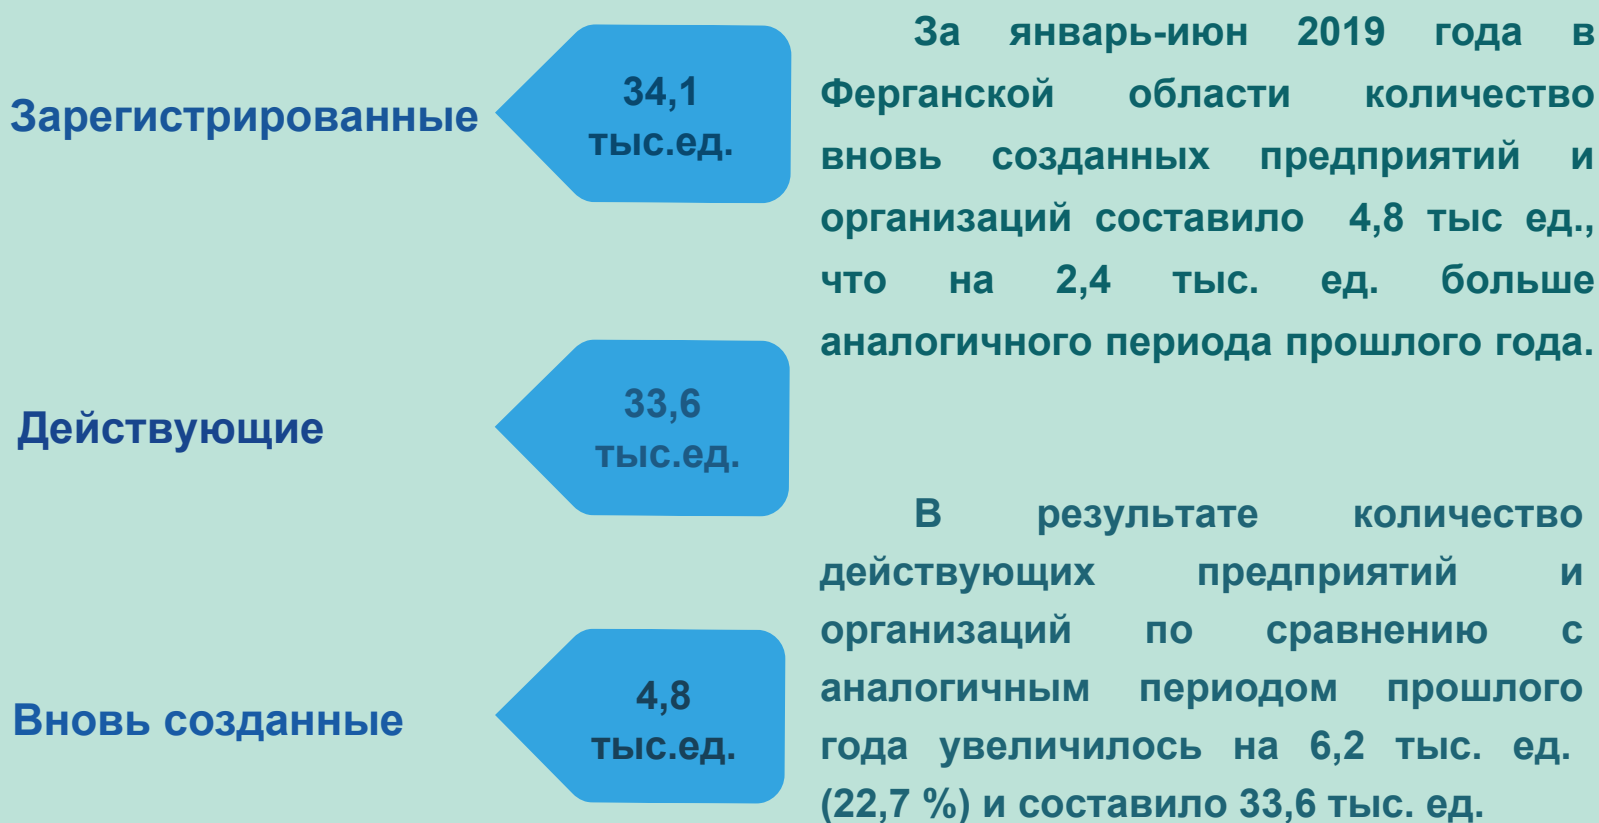 Зарегистрированные
34,1
тыс.ед.
Действующие
33,6
тыс.ед.
Вновь созданные
4,8
тыс.ед.
За январь-июн 2019 года в
Ферганской области количество
вновь созданных предприятий и
организаций составило 4,8 тыс ед.,
что на 2,4 тыс. ед. больше
аналогичного периода прошлого года.
В результате количество
действующих предприятий и
организаций по сравнению с
аналогичным периодом прошлого
года увеличилось на 6,2 тыс. ед.
(22,7 %) и составило 33,6 тыс. ед.